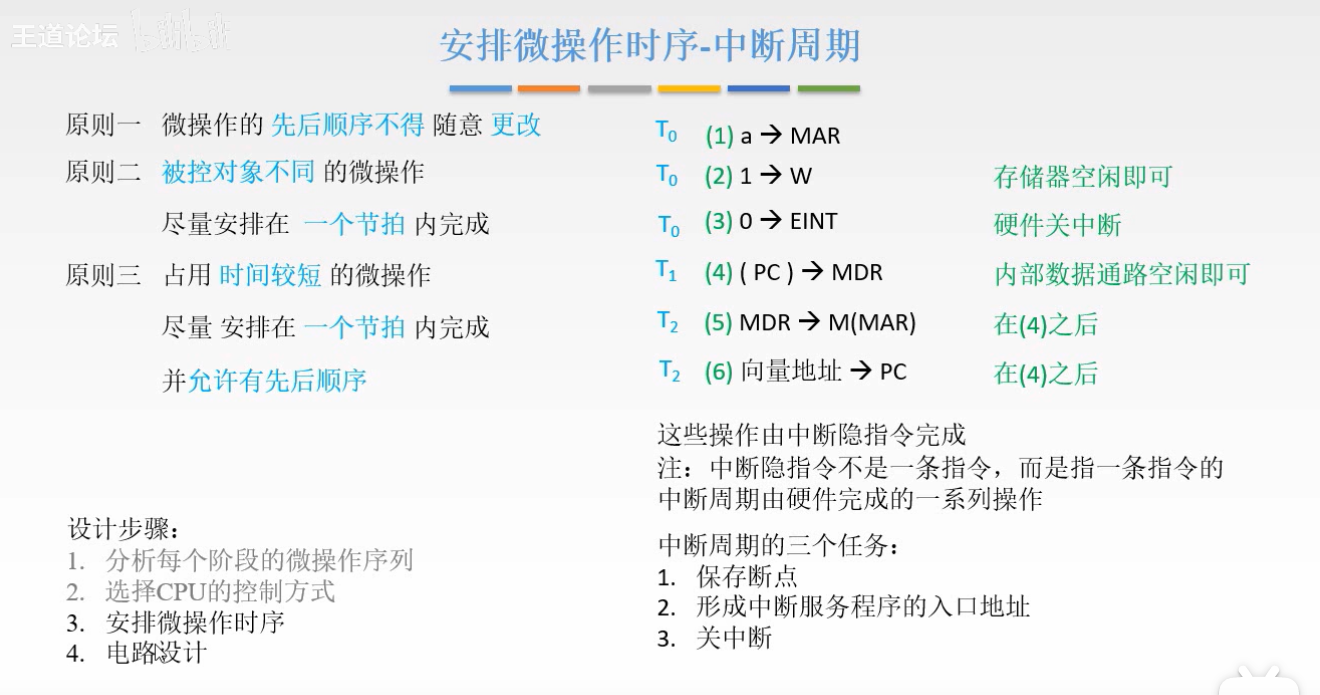 王道论坛 bilibili
安排微操作时序-中断周期
原则一 微操作的 先后顺序不得 随意 更改
原则二 被控对象不同 的微操作
尽量安排在 一个节拍 内完成
原则三 占用 时间较短 的微操作
尽量 安排在 一个节拍 内完成
并允许有先后顺序
T₀ (1) a → MAR
T₀ (2) 1 → W 存储器空闲即可
T₀ (3) 0 → EINT 硬件关中断
T₁ (4) ( PC ) → MDR 内部数据通路空闲即可
T₂ (5) MDR → M(MAR) 在(4)之后
T₂ (6) 向量地址 → PC 在(4)之后
这些操作由中断隐指令完成
注：中断隐指令不是一条指令，而是指一条指令的
中断周期由硬件完成的一系列操作
中断周期的三个任务：
1. 保存断点
2. 形成中断服务程序的入口地址
3. 关中断
设计步骤：
1. 分析每个阶段的微操作序列
2. 选择CPU的控制方式
3. 安排微操作时序
4. 电路设计